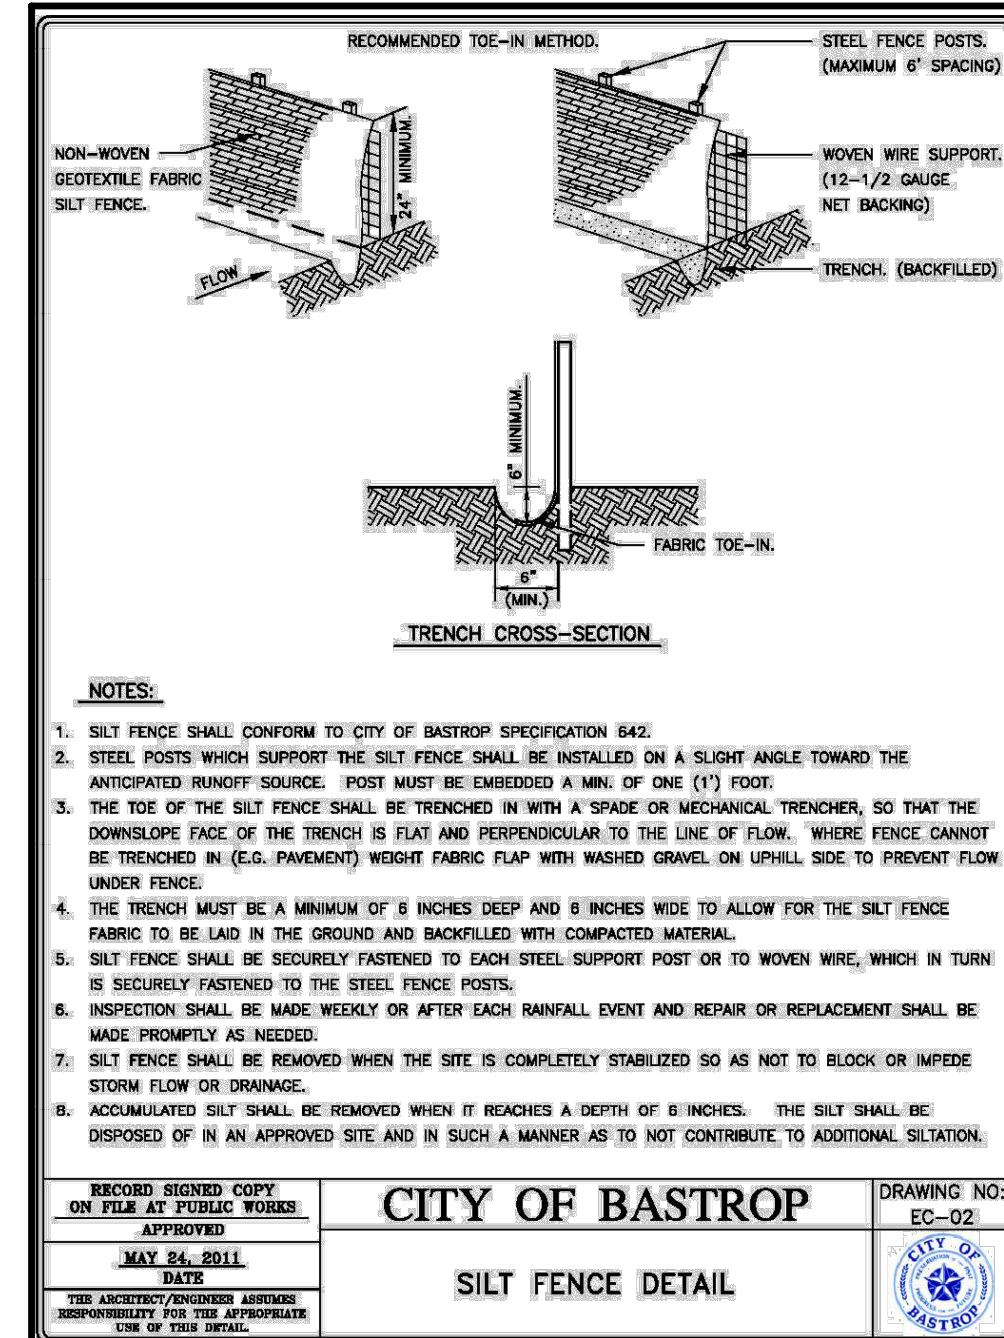 RECOMMENDED TOE-IN METHOD.
STEEL FENCE POSTS.
(MAXIMUM 6' SPACING)
NON-WOVEN
GEOTEXTILE FABRIC
SILT FENCE.
24" MINIMUM.
WOVEN WIRE SUPPORT.
(12-1/2 GAUGE
NET BACKING)
FLOW
TRENCH. (BACKFILLED)
6" MINIMUM.
FABRIC TOE-IN.
6"
(MIN.)
TRENCH CROSS-SECTION
NOTES:
1. SILT FENCE SHALL CONFORM TO CITY OF BASTROP SPECIFICATION 642.
2. STEEL POSTS WHICH SUPPORT THE SILT FENCE SHALL BE INSTALLED ON A SLIGHT ANGLE TOWARD THE
ANTICIPATED RUNOFF SOURCE. POST MUST BE EMBEDDED A MIN. OF ONE (1') FOOT.
3. THE TOE OF THE SILT FENCE SHALL BE TRENCHED IN WITH A SPADE OR MECHANICAL TRENCHER, SO THAT THE
DOWNSLOPE FACE OF THE TRENCH IS FLAT AND PERPENDICULAR TO THE LINE OF FLOW. WHERE FENCE CANNOT
BE TRENCHED IN (E.G. PAVEMENT) WEIGHT FABRIC FLAP WITH WASHED GRAVEL ON UPHILL SIDE TO PREVENT FLOW
UNDER FENCE.
4. THE TRENCH MUST BE A MINIMUM OF 6 INCHES DEEP AND 6 INCHES WIDE TO ALLOW FOR THE SILT FENCE
FABRIC TO BE LAID IN THE GROUND AND BACKFILLED WITH COMPACTED MATERIAL.
5. SILT FENCE SHALL BE SECURELY FASTENED TO EACH STEEL SUPPORT POST OR TO WOVEN WIRE, WHICH IN TURN
IS SECURELY FASTENED TO THE STEEL FENCE POSTS.
6. INSPECTION SHALL BE MADE WEEKLY OR AFTER EACH RAINFALL EVENT AND REPAIR OR REPLACEMENT SHALL BE
MADE PROMPTLY AS NEEDED.
7. SILT FENCE SHALL BE REMOVED WHEN THE SITE IS COMPLETELY STABILIZED SO AS NOT TO BLOCK OR IMPEDE
STORM FLOW OR DRAINAGE.
8. ACCUMULATED SILT SHALL BE REMOVED WHEN IT REACHES A DEPTH OF 6 INCHES. THE SILT SHALL BE
DISPOSED OF IN AN APPROVED SITE AND IN SUCH A MANNER AS TO NOT CONTRIBUTE TO ADDITIONAL SILTATION.
RECORD SIGNED COPY
ON FILE AT PUBLIC WORKS
APPROVED
MAY 24, 2011
DATE
THE ARCHITECT/ENGINEER ASSUMES
RESPONSIBILITY FOR THE APPROPRIATE
USE OF THIS DETAIL.
CITY OF BASTROP
SILT FENCE DETAIL
DRAWING NO:
EC-02
CITY OF
BASTROP